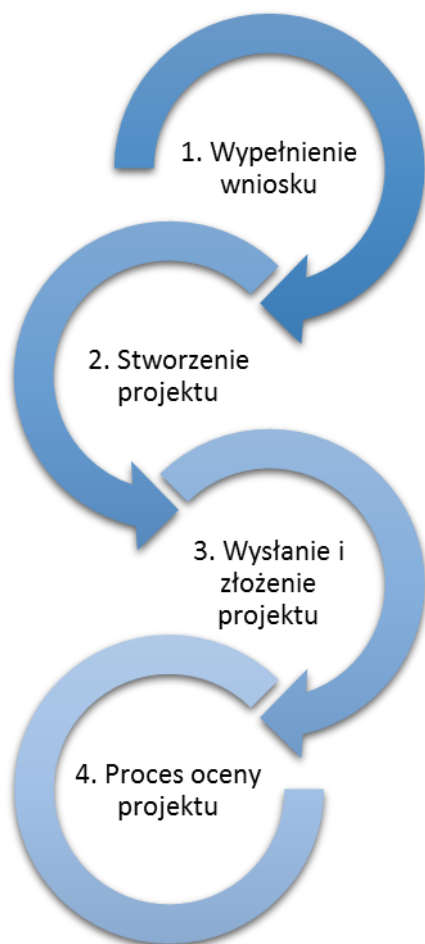 1. Wypełnienie
wniosku
2. Stworzenie
projektu
3. Wysłanie i
złożenie
projektu
4. Proces oceny
projektu